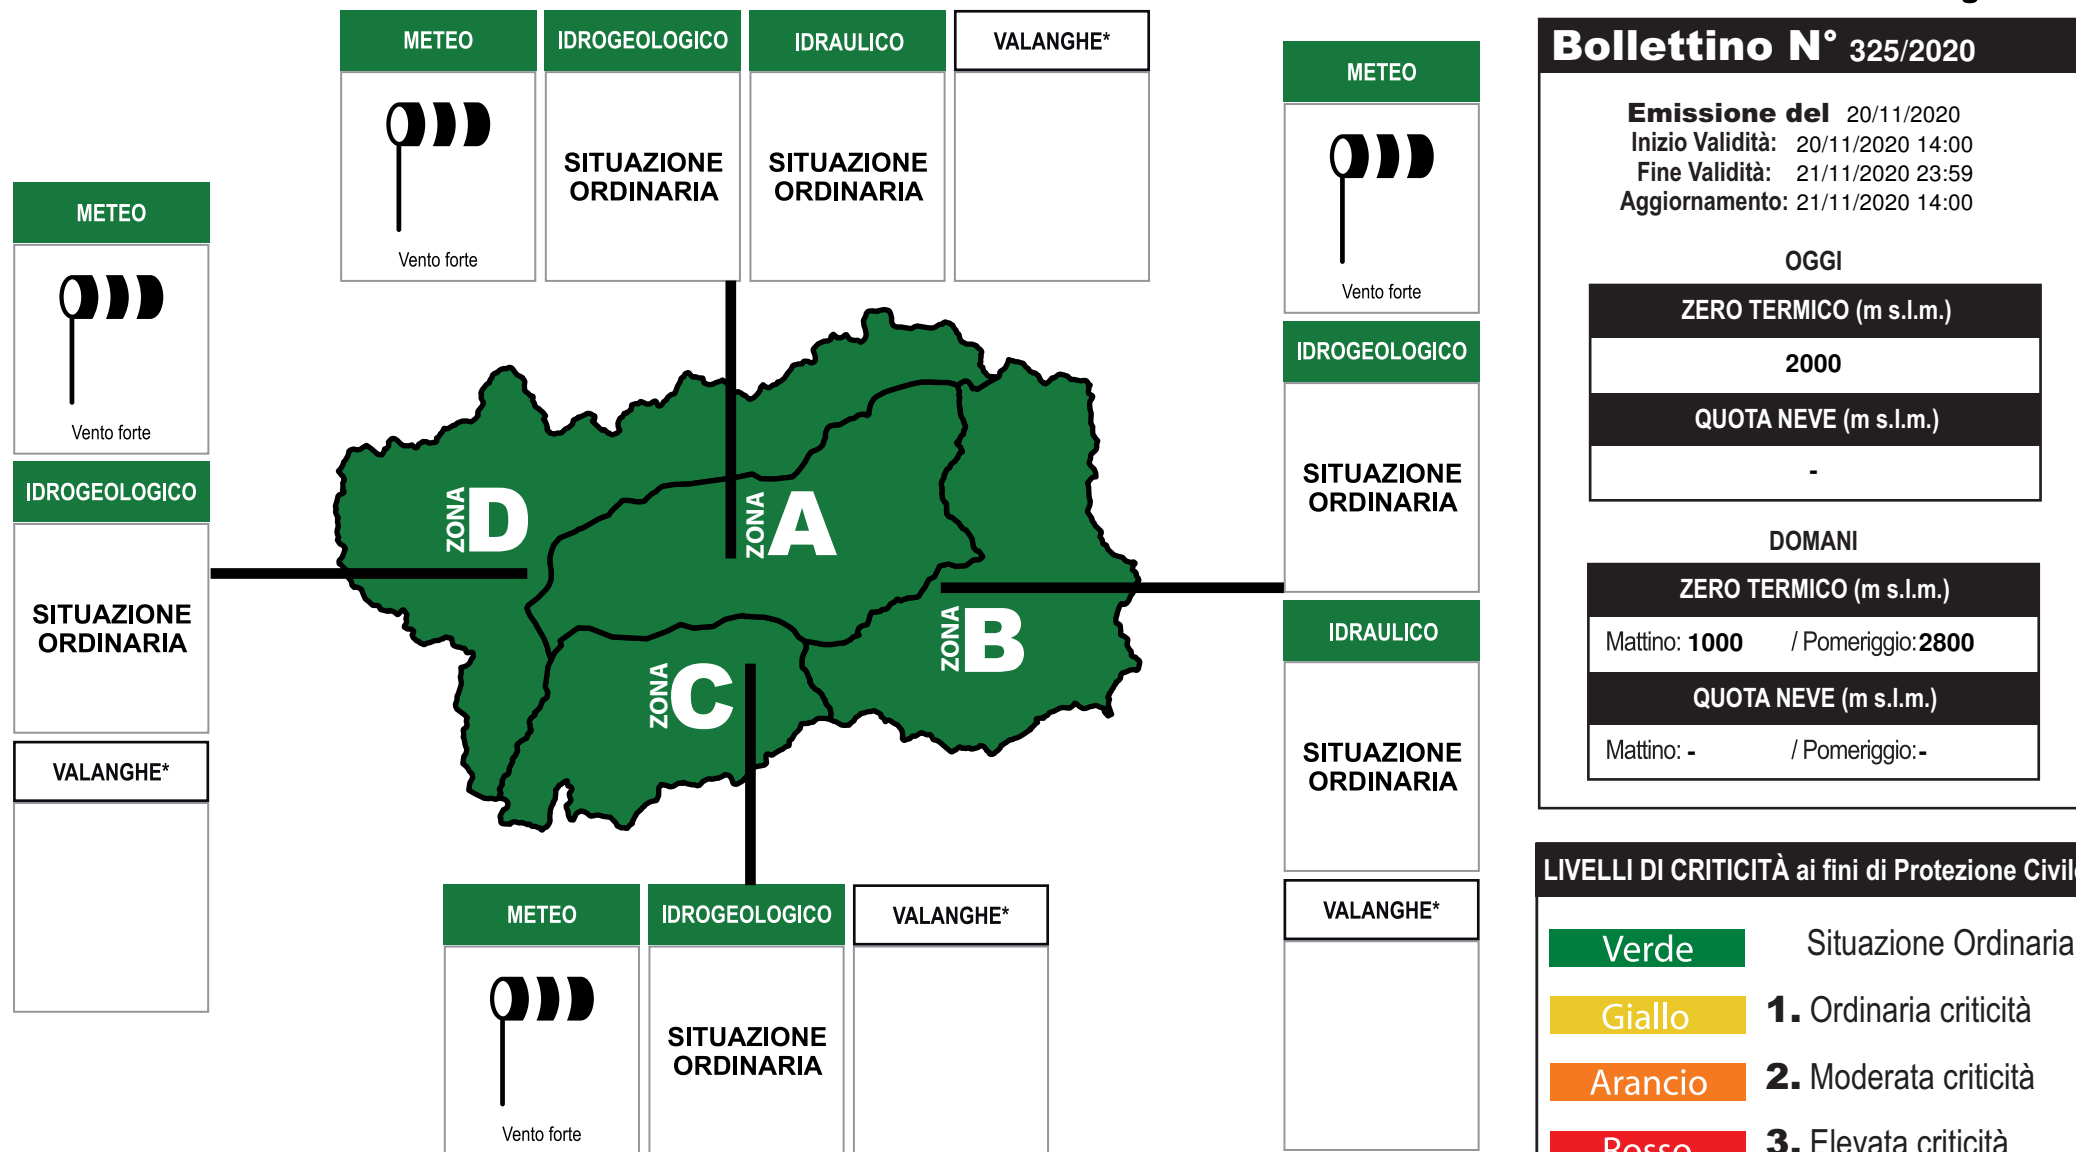 METEO
IDROGEOLOGICO
IDRAULICO
VALANGHE*
Vento forte
SITUAZIONE
ORDINARIA
SITUAZIONE
ORDINARIA
METEO
Vento forte
IDROGEOLOGICO
SITUAZIONE
ORDINARIA
VALANGHE*
ZONA D
ZONA A
ZONA B
ZONA C
METEO
Vento forte
IDROGEOLOGICO
SITUAZIONE
ORDINARIA
IDRAULICO
SITUAZIONE
ORDINARIA
VALANGHE*
METEO
IDROGEOLOGICO
VALANGHE*
Vento forte
SITUAZIONE
ORDINARIA
Bollettino N° 325/2020
Emissione del 20/11/2020
Inizio Validità: 20/11/2020 14:00
Fine Validità: 21/11/2020 23:59
Aggiornamento: 21/11/2020 14:00
OGGI
ZERO TERMICO (m s.l.m.)
2000
QUOTA NEVE (m s.l.m.)
-
DOMANI
ZERO TERMICO (m s.l.m.)
Mattino: 1000 / Pomeriggio: 2800
QUOTA NEVE (m s.l.m.)
Mattino: - / Pomeriggio: -
LIVELLI DI CRITICITÀ ai fini di Protezione Civile
Verde Situazione Ordinaria
Giallo 1. Ordinaria criticità
Arancio 2. Moderata criticità
Rosso 3. Elevata criticità